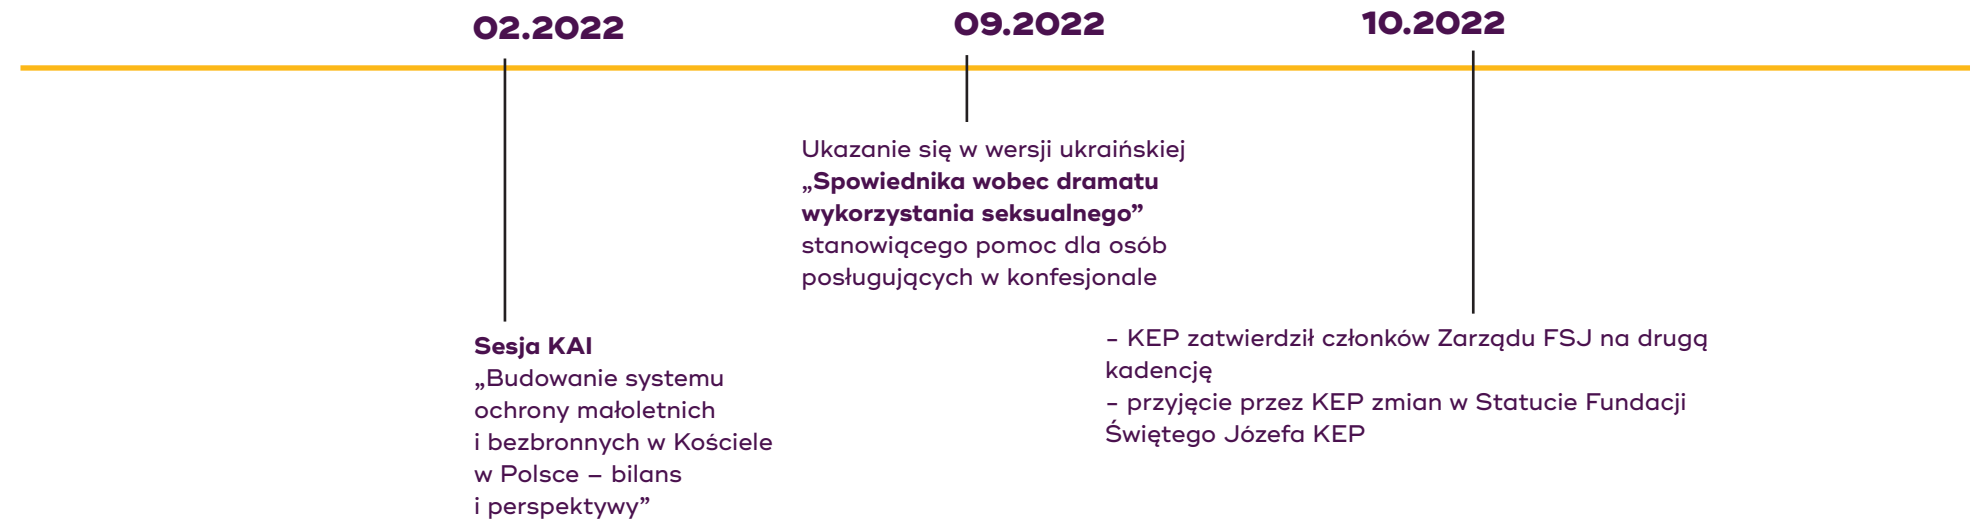 02.2022
Sesja KAI
„Budowanie systemu
ochrony małoletnich
i bezbronnych w Kościele
w Polsce – bilans
i perspektywy”
09.2022
Ukazanie się w wersji ukraińskiej
„Spowiednika wobec dramatu
wykorzystania seksualnego”
stanowiącego pomoc dla osób
posługujących w konfesjonale
10.2022
– KEP zatwierdził członków Zarządu FSJ na drugą
kadencję
– przyjęcie przez KEP zmian w Statucie Fundacji
Świętego Józefa KEP